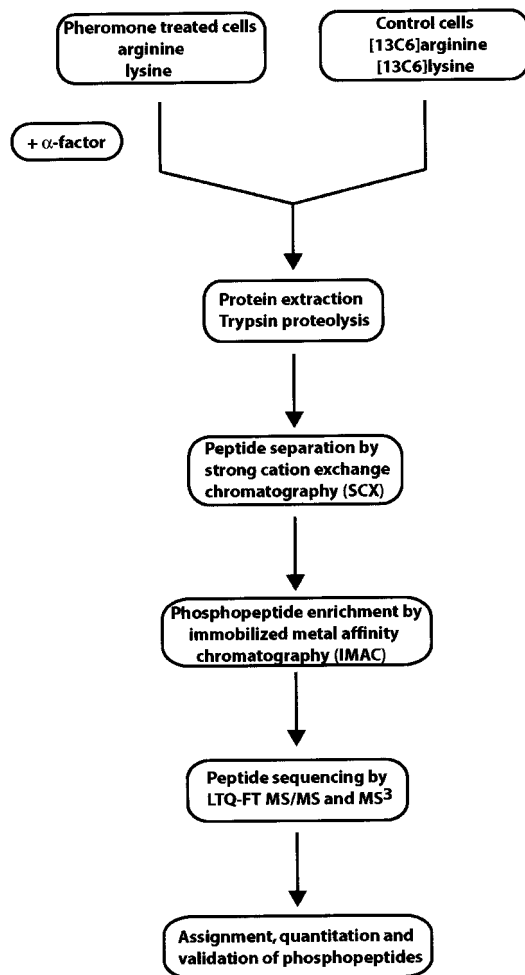 Pheromone treated cells
arginine
lysine
Control cells
[13C6]arginine
[13C6]lysine
+ α-factor
Protein extraction
Trypsin proteolysis
Peptide separation by
strong cation exchange
chromatography (SCX)
Phosphopeptide enrichment by
immobilized metal affinity
chromatography (IMAC)
Peptide sequencing by
LTQ-FT MS/MS and MS3
Assignment, quantitation and
validation of phosphopeptides